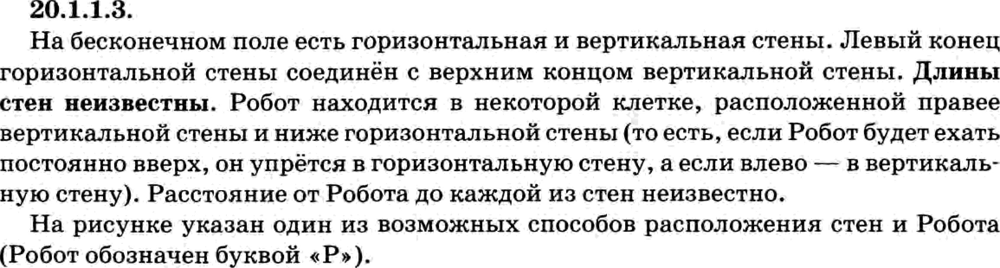 20.1.1.3.
На бесконечном поле есть горизонтальная и вертикальная стены. Левый конец
горизонтальной стены соединён с верхним концом вертикальной стены. Длины
стен неизвестны. Робот находится в некоторой клетке, расположенной правее
вертикальной стены и ниже горизонтальной стены (то есть, если Робот будет ехать
постоянно вверх, он упрётся в горизонтальную стену, а если влево — в вертикаль-
ную стену). Расстояние от Робота до каждой из стен неизвестно.
На рисунке указан один из возможных способов расположения стен и Робота
(Робот обозначен буквой «Р»).